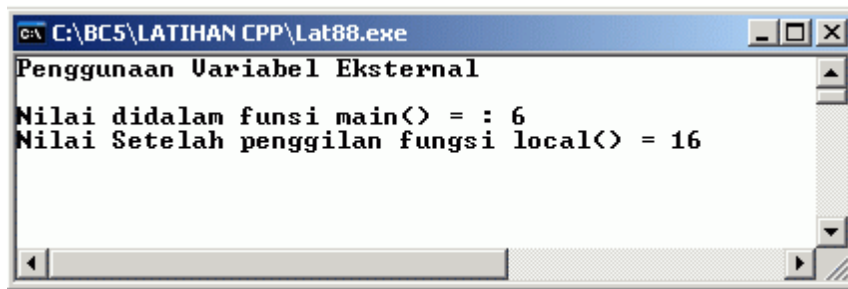 C:\BC5\LATIHAN CPP\Lat88.exe
Penggunaan Variabel Eksternal
Nilai didalam funsi main() = : 6
Nilai Setelah penggilan fungsi local() = 16